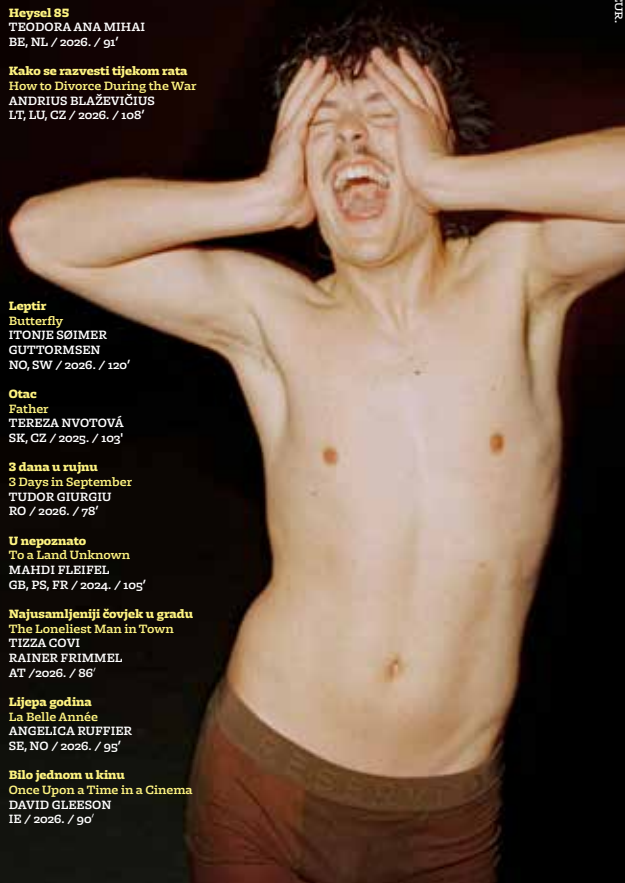 Heysel 85
TEODORA ANA MIHAI
BE, NL / 2026. / 91’
Kako se razvesti tijekom rata
How to Divorce During the War
ANDRIUS BLAŽEVIČIUS
LT, LU, CZ / 2026. / 108’
Leptir
Butterfly
ITONJE SØIMER
GUTTORMSEN
NO, SW / 2026. / 120’
Otac
Father
TEREZA NVOTOVÁ
SK, CZ / 2025. / 103'
3 dana u rujnu
3 Days in September
TUDOR GIURGIU
RO / 2026. / 78’
U nepoznato
To a Land Unknown
MAHDI FLEIFEL
GB, PS, FR / 2024. / 105’
Najusamljeniji čovjek u gradu
The Loneliest Man in Town
TIZZA COVI
RAINER FRIMMEL
AT /2026. / 86’
Lijepa godina
La Belle Année
ANGELICA RUFFIER
SE, NO / 2026. / 95’
Bilo jednom u kinu
Once Upon a Time in a Cinema
DAVID GLEESON
IE / 2026. / 90’